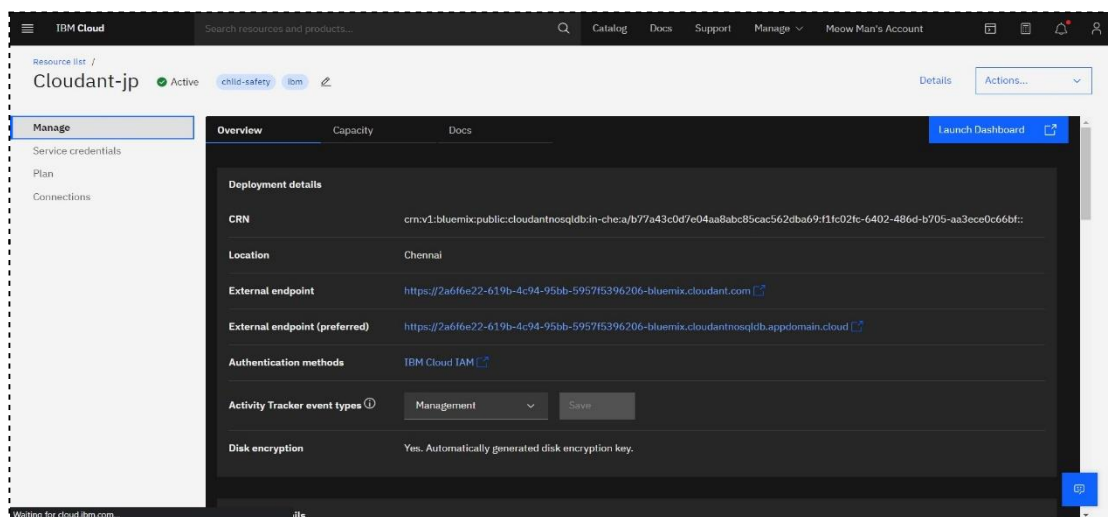 IBM Cloud Search resources and products... Catalog Docs Support Manage Meow Man's Account
Resource list /
Cloudant-jp Active child-safety ibm Details Actions...
Manage
Service credentials
Plan
Connections
Overview Capacity Docs Launch Dashboard
Deployment details
CRN crn:v1:bluemix:public:cloudantnosqldb:in-che:a/b77a43c0d7e04aa8abc85cac562dba69:f1fc02fc-6402-486d-b705-aa3ece0c66bf::
Location Chennai
External endpoint https://2a6f6e22-619b-4c94-95bb-5957f5396206-bluemix.cloudant.com
External endpoint (preferred) https://2a6f6e22-619b-4c94-95bb-5957f5396206-bluemix.cloudantnosqldb.appdomain.cloud
Authentication methods IBM Cloud IAM
Activity Tracker event types Management Save
Disk encryption Yes. Automatically generated disk encryption key.
Waiting for cloud.ibm.com...